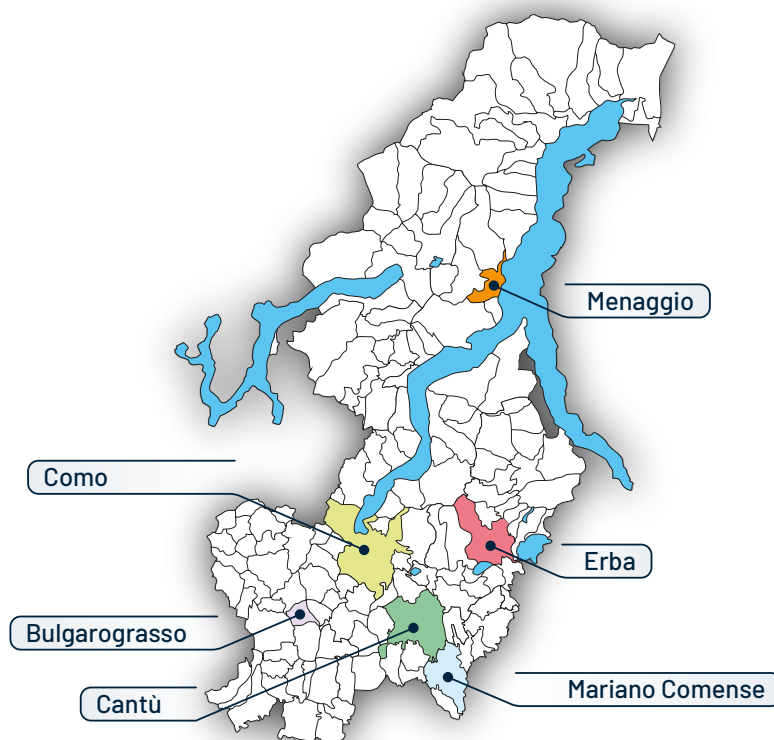 Menaggio
Como
Erba
Bulgarograsso
Cantù
Mariano Comense